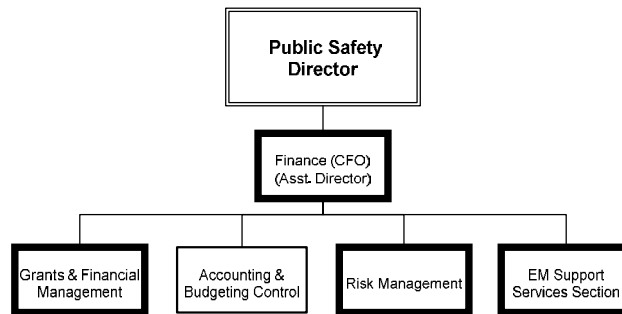 Public Safety
Director
Finance (CFO)
(Asst. Director)
Grants & Financial
Management
Accounting &
Budgeting Control
Risk Management
EM Support
Services Section